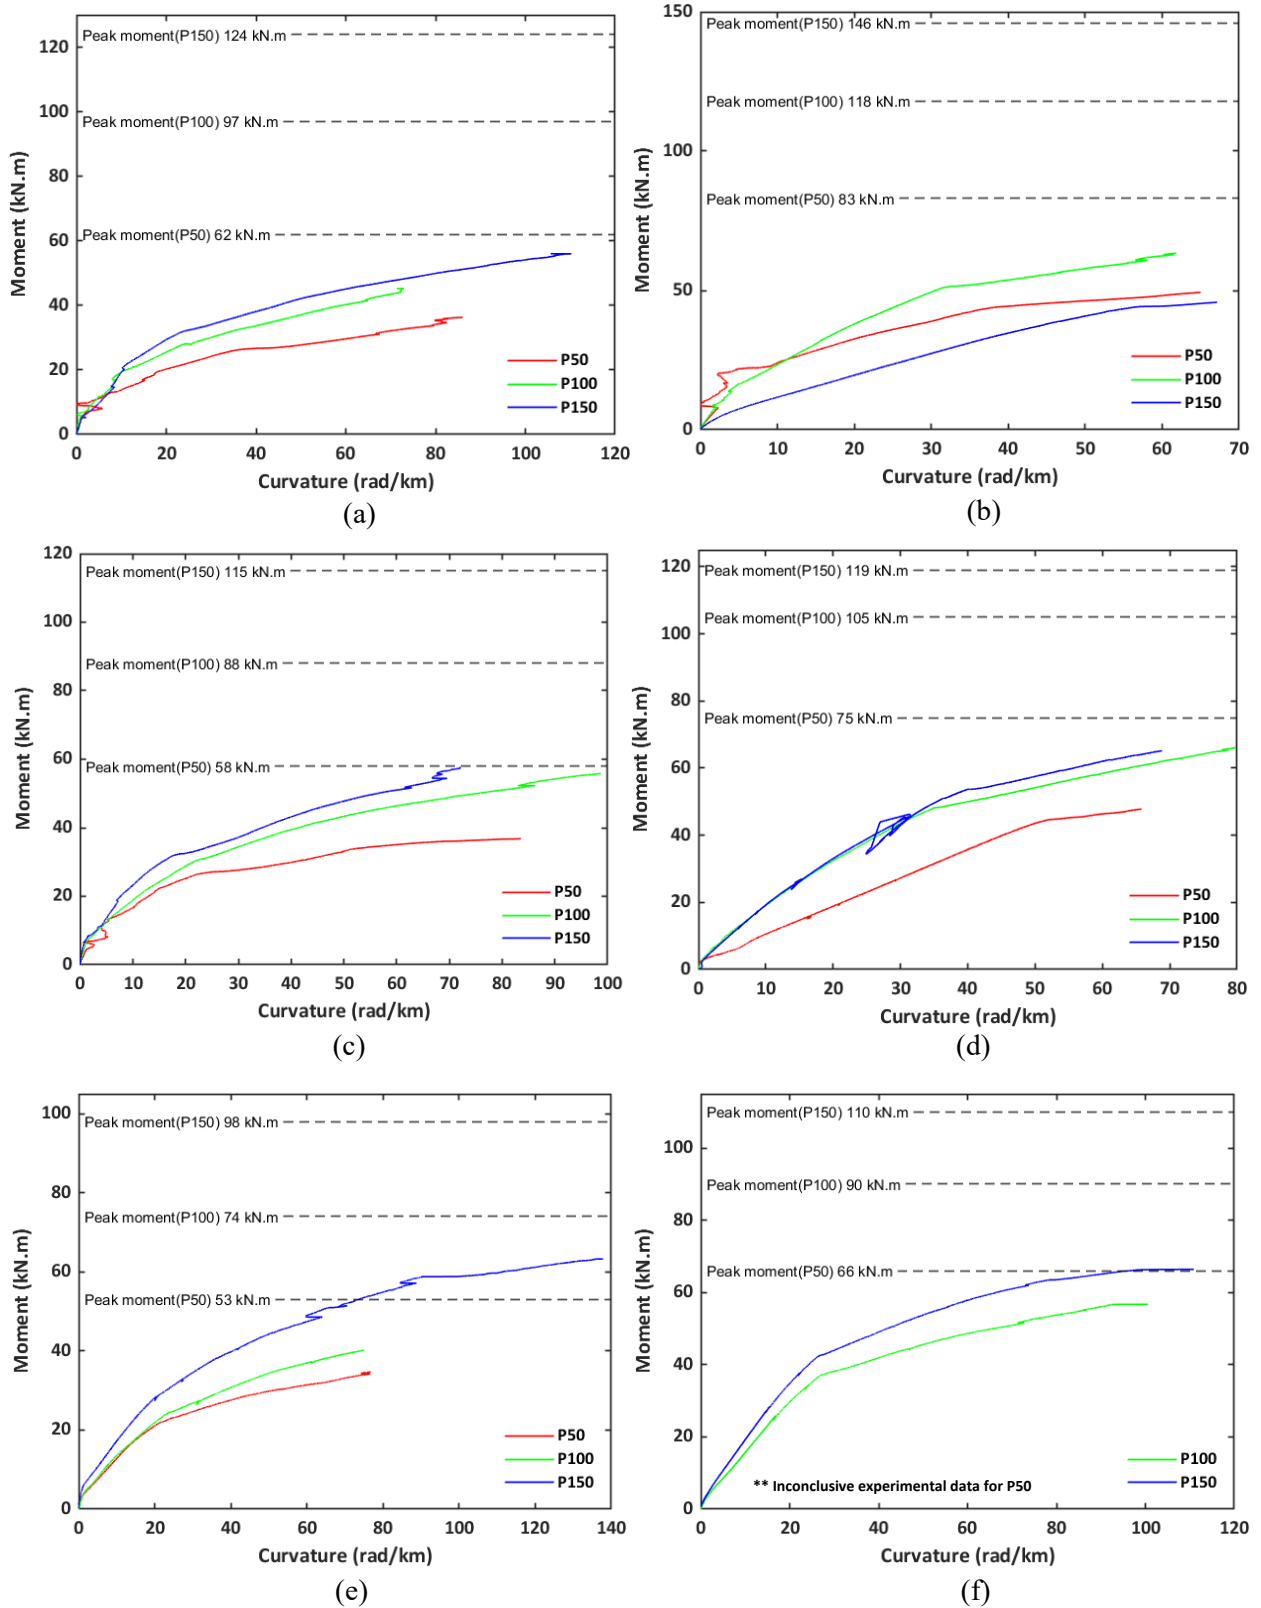 Peak moment(P150) 124 kN.m
Peak moment(P100) 97 kN.m
Peak moment(P50) 62 kN.m
120
100
80
60
40
20
0
Moment (kN.m)
P50
P100
P150
0 20 40 60 80 100 120
Curvature (rad/km)
(a)
Peak moment(P150) 146 kN.m
Peak moment(P100) 118 kN.m
Peak moment(P50) 83 kN.m
150
100
50
0
Moment (kN.m)
P50
P100
P150
0 10 20 30 40 50 60 70
Curvature (rad/km)
(b)
Peak moment(P150) 115 kN.m
Peak moment(P100) 88 kN.m
Peak moment(P50) 58 kN.m
120
100
80
60
40
20
0
Moment (kN.m)
P50
P100
P150
0 10 20 30 40 50 60 70 80 90 100
Curvature (rad/km)
(c)
Peak moment(P150) 119 kN.m
Peak moment(P100) 105 kN.m
Peak moment(P50) 75 kN.m
120
100
80
60
40
20
0
Moment (kN.m)
P50
P100
P150
0 10 20 30 40 50 60 70 80
Curvature (rad/km)
(d)
Peak moment(P150) 98 kN.m
Peak moment(P100) 74 kN.m
Peak moment(P50) 53 kN.m
100
80
60
40
20
0
Moment (kN.m)
P50
P100
P150
0 20 40 60 80 100 120 140
Curvature (rad/km)
(e)
Peak moment(P150) 110 kN.m
Peak moment(P100) 90 kN.m
Peak moment(P50) 66 kN.m
100
80
60
40
20
0
Moment (kN.m)
P100
P150
** Inconclusive experimental data for P50
0 20 40 60 80 100 120
Curvature (rad/km)
(f)